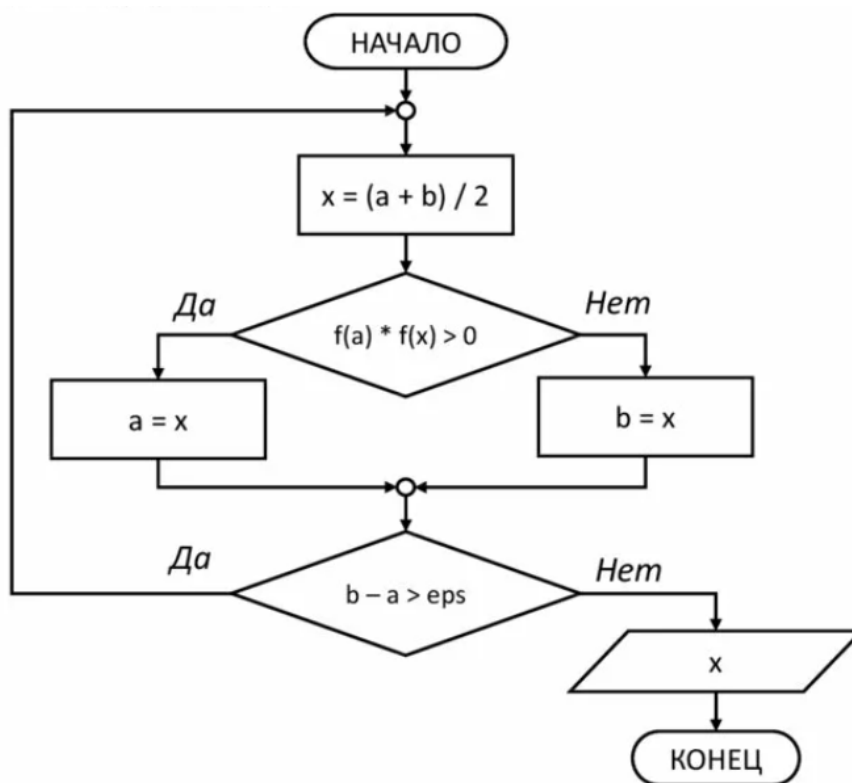 НАЧАЛО
x = (a + b) / 2
Да
Нет
f(a) * f(x) > 0
a = x
b = x
Да
Нет
b – a > eps
x
КОНЕЦ